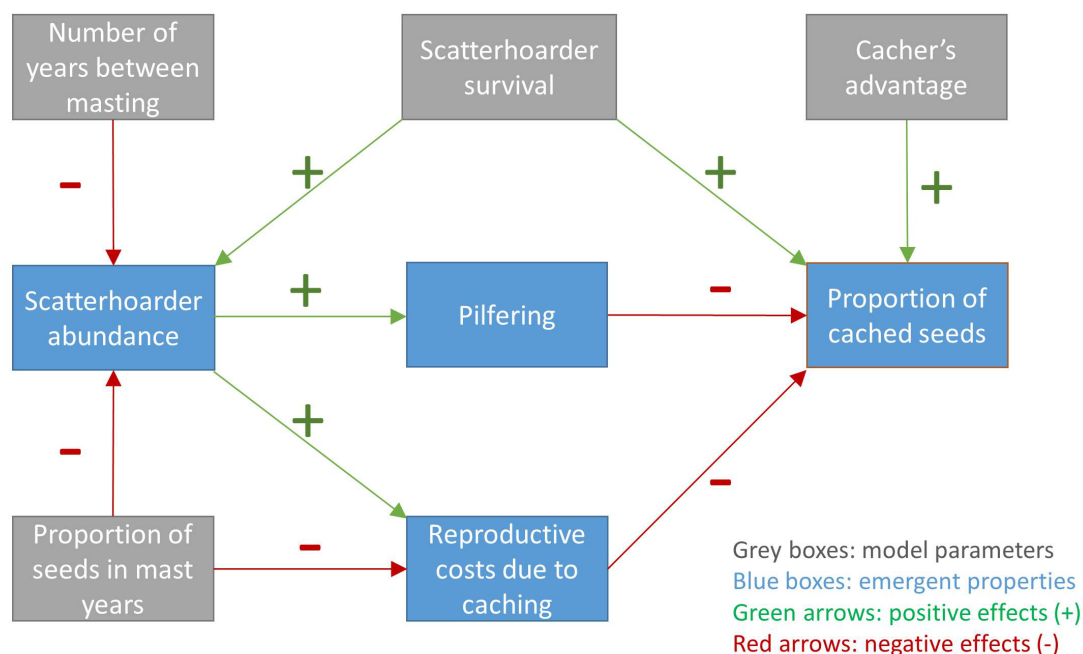 Number of
years between
masting
Scatterhoarder
survival
Cacher's
advantage
-
+
+
+
Scatterhoarder
abundance
+
Pilfering
-
Proportion of
cached seeds
-
+
-
Proportion of
seeds in mast
years
-
Reproductive
costs due to
caching
Grey boxes: model parameters
Blue boxes: emergent properties
Green arrows: positive effects (+)
Red arrows: negative effects (-)